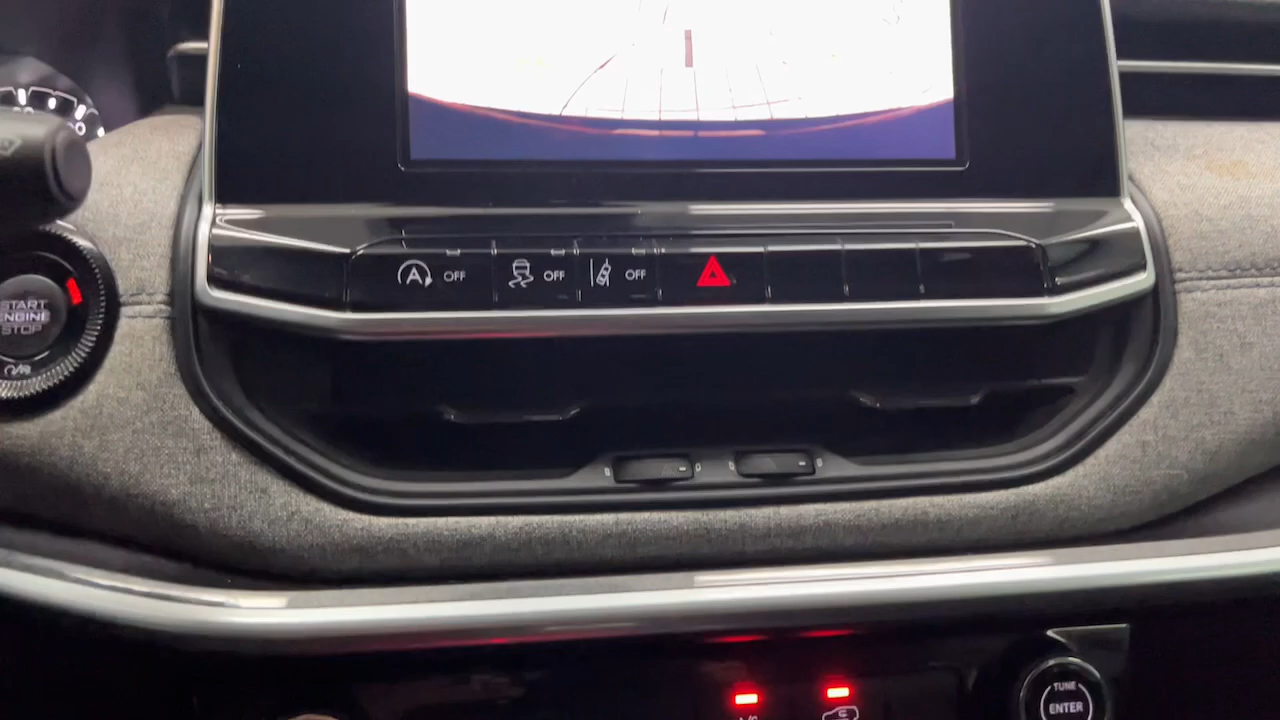 OFF OFF OFF
START
ENGINE
STOP
TUNE
ENTER